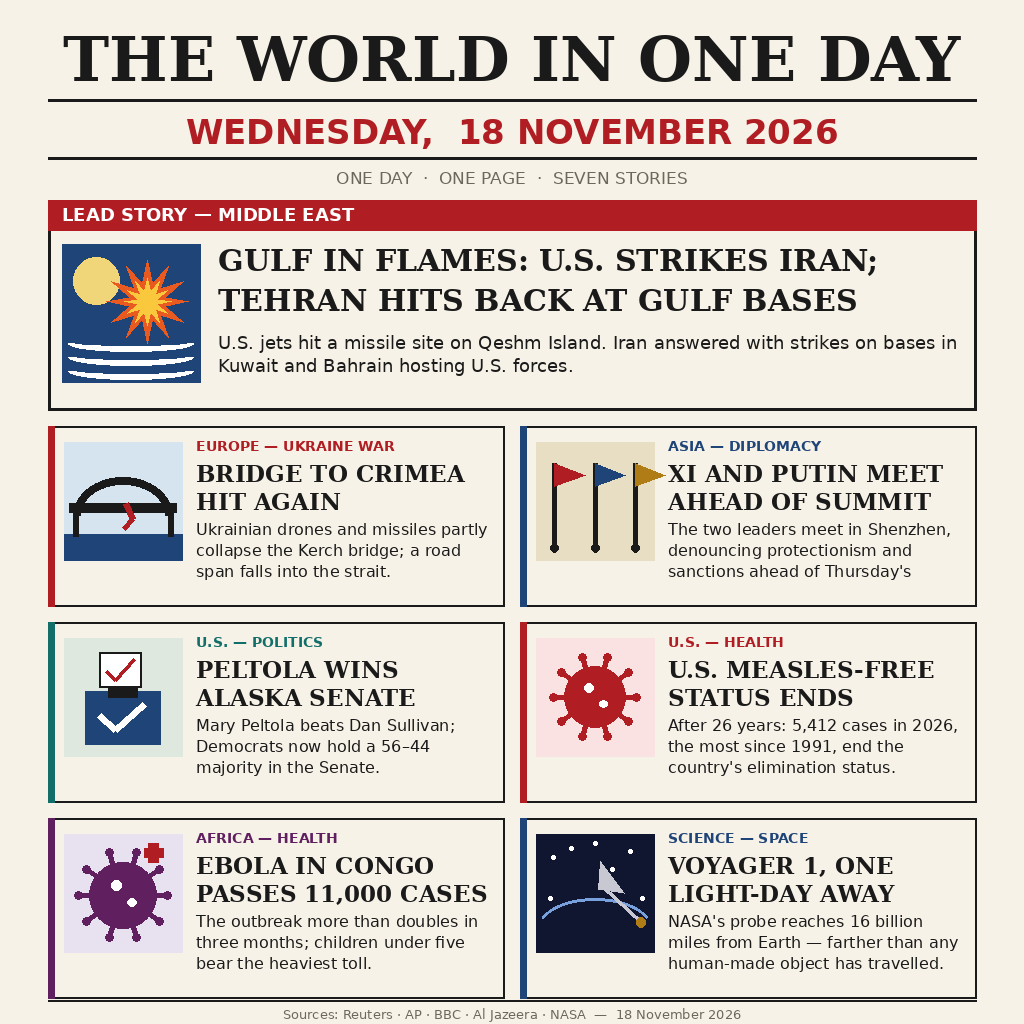 THE WORLD IN ONE DAY
WEDNESDAY, 18 NOVEMBER 2026
ONE DAY · ONE PAGE · SEVEN STORIES
LEAD STORY — MIDDLE EAST
GULF IN FLAMES: U.S. STRIKES IRAN;
TEHRAN HITS BACK AT GULF BASES
U.S. jets hit a missile site on Qeshm Island. Iran answered with strikes on bases in
Kuwait and Bahrain hosting U.S. forces.
EUROPE — UKRAINE WAR
BRIDGE TO CRIMEA
HIT AGAIN
Ukrainian drones and missiles partly
collapse the Kerch bridge; a road
span falls into the strait.
ASIA — DIPLOMACY
XI AND PUTIN MEET
AHEAD OF SUMMIT
The two leaders meet in Shenzhen,
denouncing protectionism and
sanctions ahead of Thursday's
U.S. — POLITICS
PELTOLA WINS
ALASKA SENATE
Mary Peltola beats Dan Sullivan;
Democrats now hold a 56–44
majority in the Senate.
U.S. — HEALTH
U.S. MEASLES-FREE
STATUS ENDS
After 26 years: 5,412 cases in 2026,
the most since 1991, end the
country's elimination status.
AFRICA — HEALTH
EBOLA IN CONGO
PASSES 11,000 CASES
The outbreak more than doubles in
three months; children under five
bear the heaviest toll.
SCIENCE — SPACE
VOYAGER 1, ONE
LIGHT-DAY AWAY
NASA's probe reaches 16 billion
miles from Earth — farther than any
human-made object has travelled.
Sources: Reuters · AP · BBC · Al Jazeera · NASA — 18 November 2026